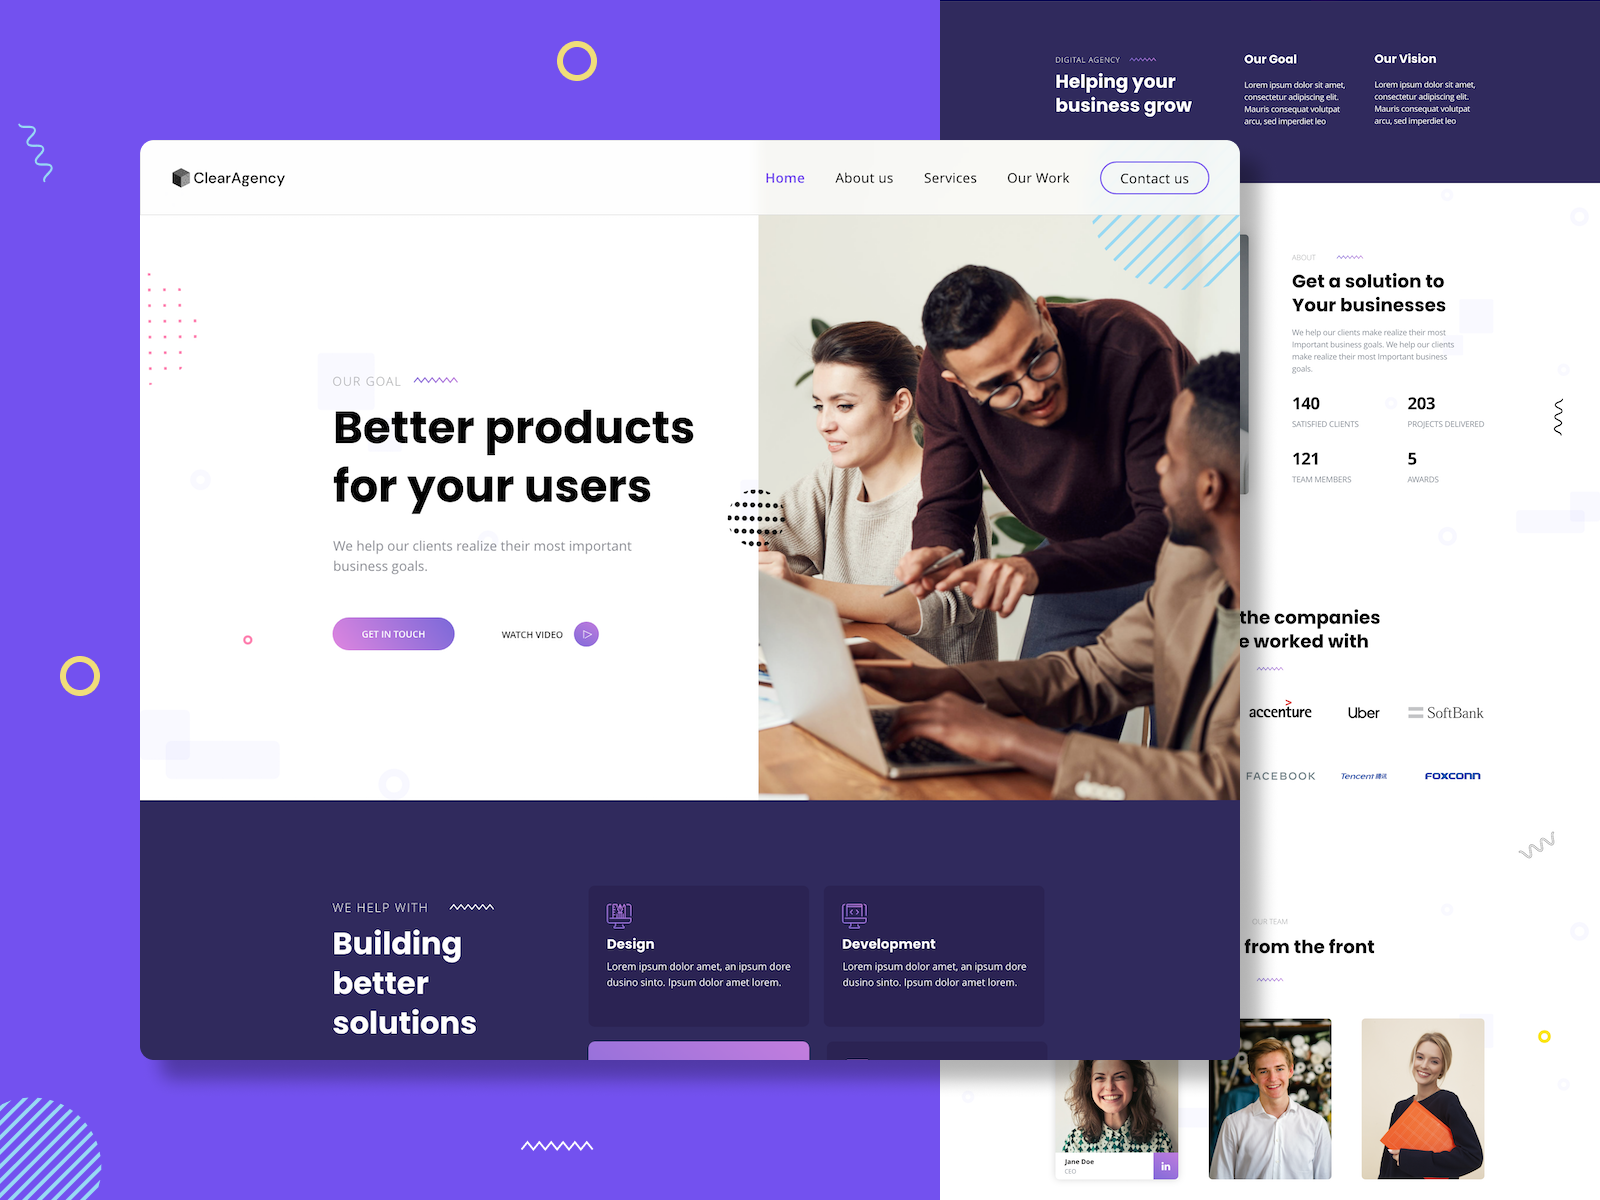 DIGITAL AGENCY
Helping your
business grow
Our Goal
Lorem ipsum dolor sit amet,
consectetur adipiscing elit.
Mauris consequat volutpat
arcu, sed imperdiet leo
Our Vision
Lorem ipsum dolor sit amet,
consectetur adipiscing elit.
Mauris consequat volutpat
arcu, sed imperdiet leo
ClearAgency
Home
About us
Services
Our Work
Contact us
OUR GOAL
Better products
for your users
We help our clients realize their most important
business goals.
GET IN TOUCH
WATCH VIDEO
WE HELP WITH
Building
better
solutions
Design
Lorem ipsum dolor amet, an ipsum dore
dusino sinto. Ipsum dolor amet lorem.
Development
Lorem ipsum dolor amet, an ipsum dore
dusino sinto. Ipsum dolor amet lorem.
ABOUT
Get a solution to
Your businesses
We help our clients make realize their most
Important business goals. We help our clients
make realize their most Important business
goals.
140
SATISFIED CLIENTS
203
PROJECTS DELIVERED
121
TEAM MEMBERS
5
AWARDS
the companies
e worked with
accenture
Uber
SoftBank
FACEBOOK
Tencent 腾讯
FOXCONN
OUR TEAM
from the front
Jane Doe
CEO
in